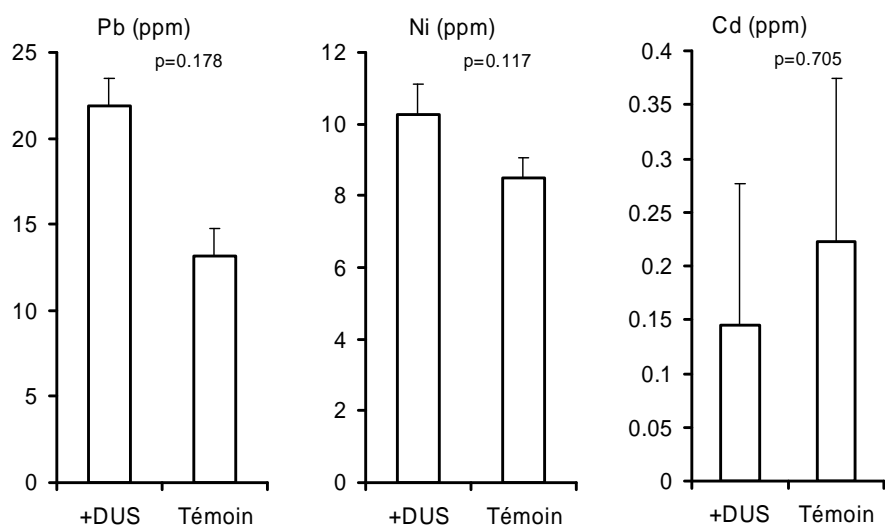 Pb (ppm)
p=0.178
25
20
15
10
5
0
+DUS Témoin
Ni (ppm)
p=0.117
12
10
8
6
4
2
0
+DUS Témoin
Cd (ppm)
p=0.705
0.4
0.35
0.3
0.25
0.2
0.15
0.1
0.05
0
+DUS Témoin